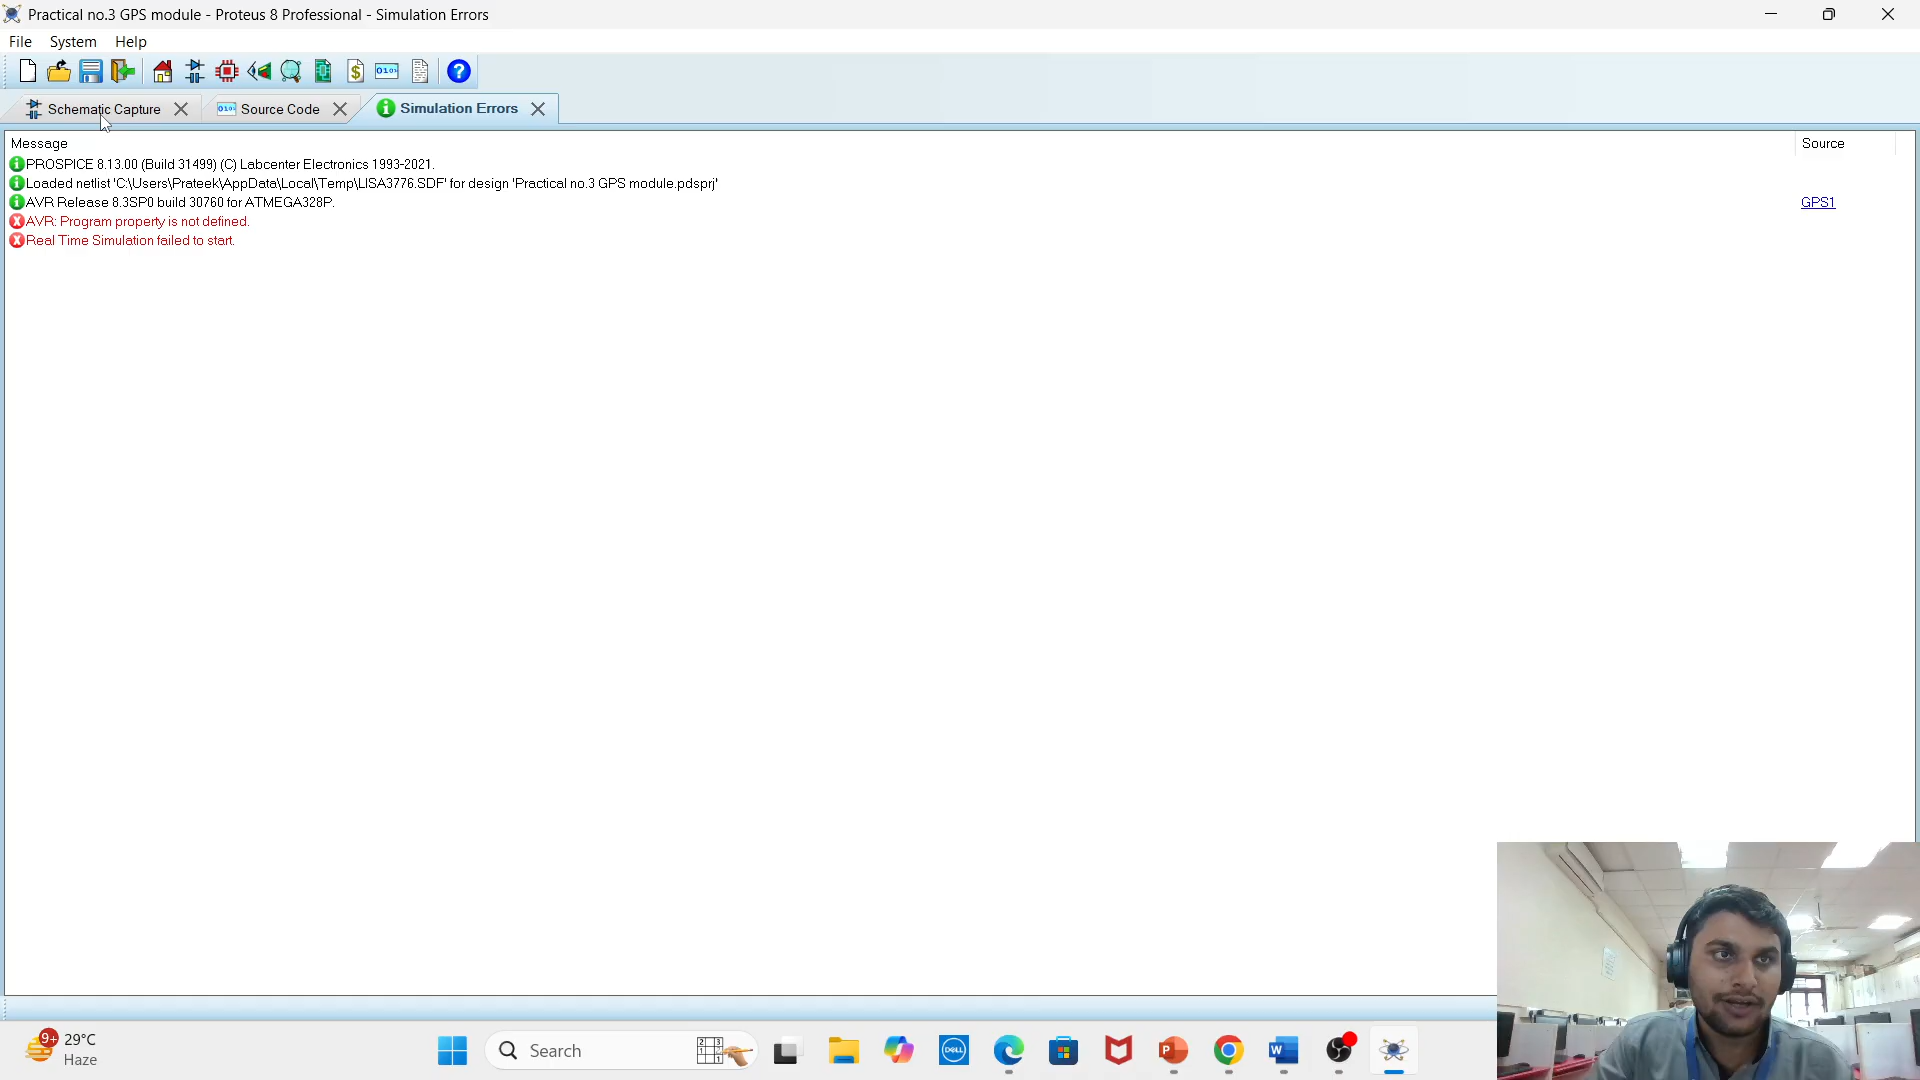 Practical no.3 GPS module - Proteus 8 Professional - Simulation Errors
File System Help
Schematic Capture Source Code Simulation Errors
Message Source
PROSPICE 8.13.00 (Build 31499) (C) Labcenter Electronics 1993-2021.
Loaded netlist 'C:\Users\Prateek\AppData\Local\Temp\LISA3776.SDF' for design 'Practical no.3 GPS module.pdsprj'
AVR Release 8.3SP0 build 30760 for ATMEGA328P. GPS1
AVR: Program property is not defined.
Real Time Simulation failed to start.
9+ 29°C
Haze
Search
DELL